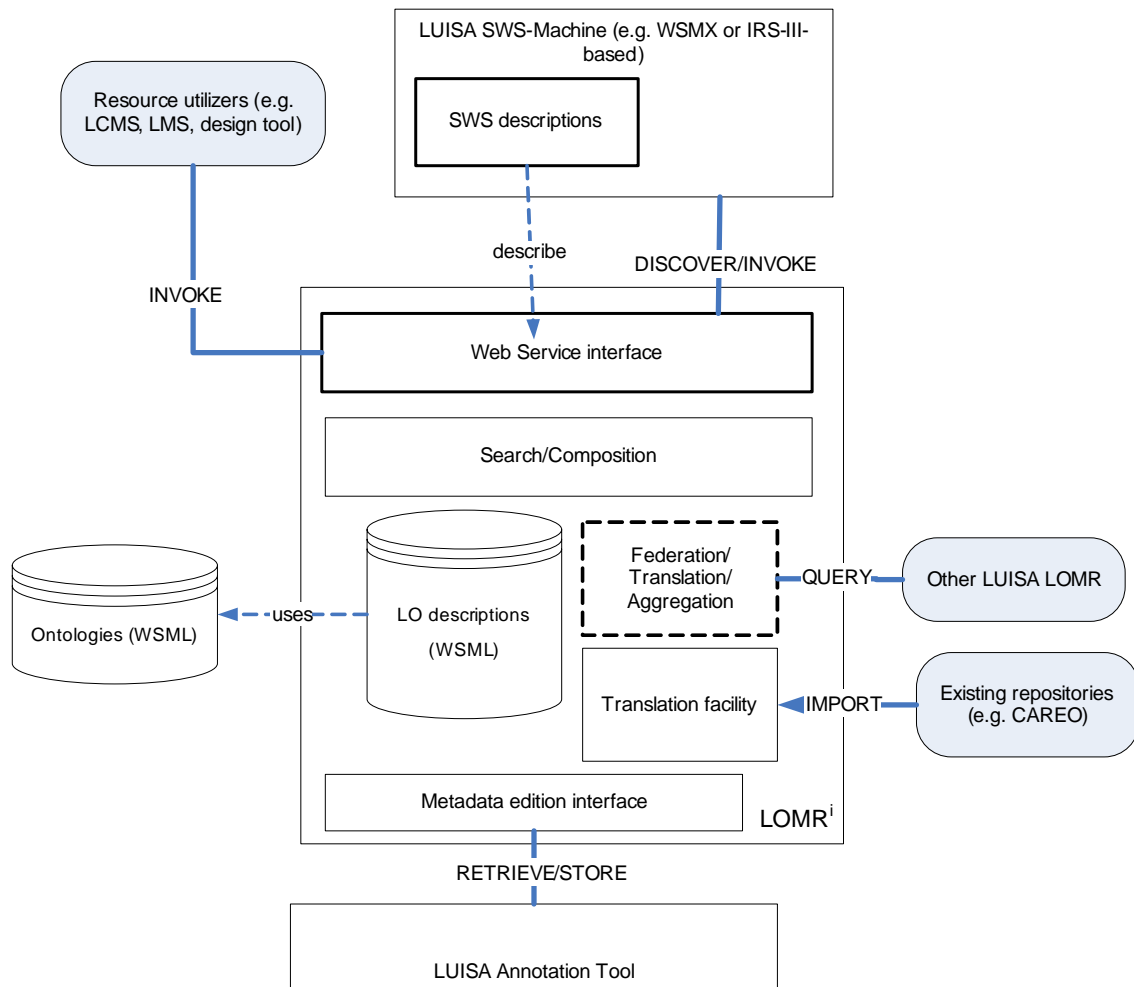 LUISA SWS-Machine (e.g. WSMX or IRS-III-
based)
SWS descriptions
Resource utilizers (e.g.
LCMS, LMS, design tool)
describe
DISCOVER/INVOKE
INVOKE
Web Service interface
Search/Composition
Federation/
Translation/
Aggregation
QUERY
Other LUISA LOMR
Ontologies (WSML)
uses
LO descriptions
(WSML)
Translation facility
IMPORT
Existing repositories
(e.g. CAREO)
Metadata edition interface
LOMRⁱ
RETRIEVE/STORE
LUISA Annotation Tool